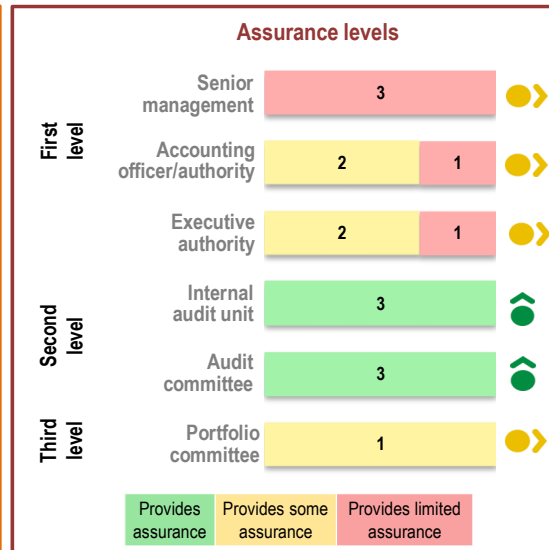 Assurance levels
First
level
Senior
management
3
Accounting
officer/authority
2
1
Executive
authority
2
1
Second
level
Internal
audit unit
3
Audit
committee
3
Third
level
Portfolio
committee
1
Provides
assurance
Provides some
assurance
Provides limited
assurance